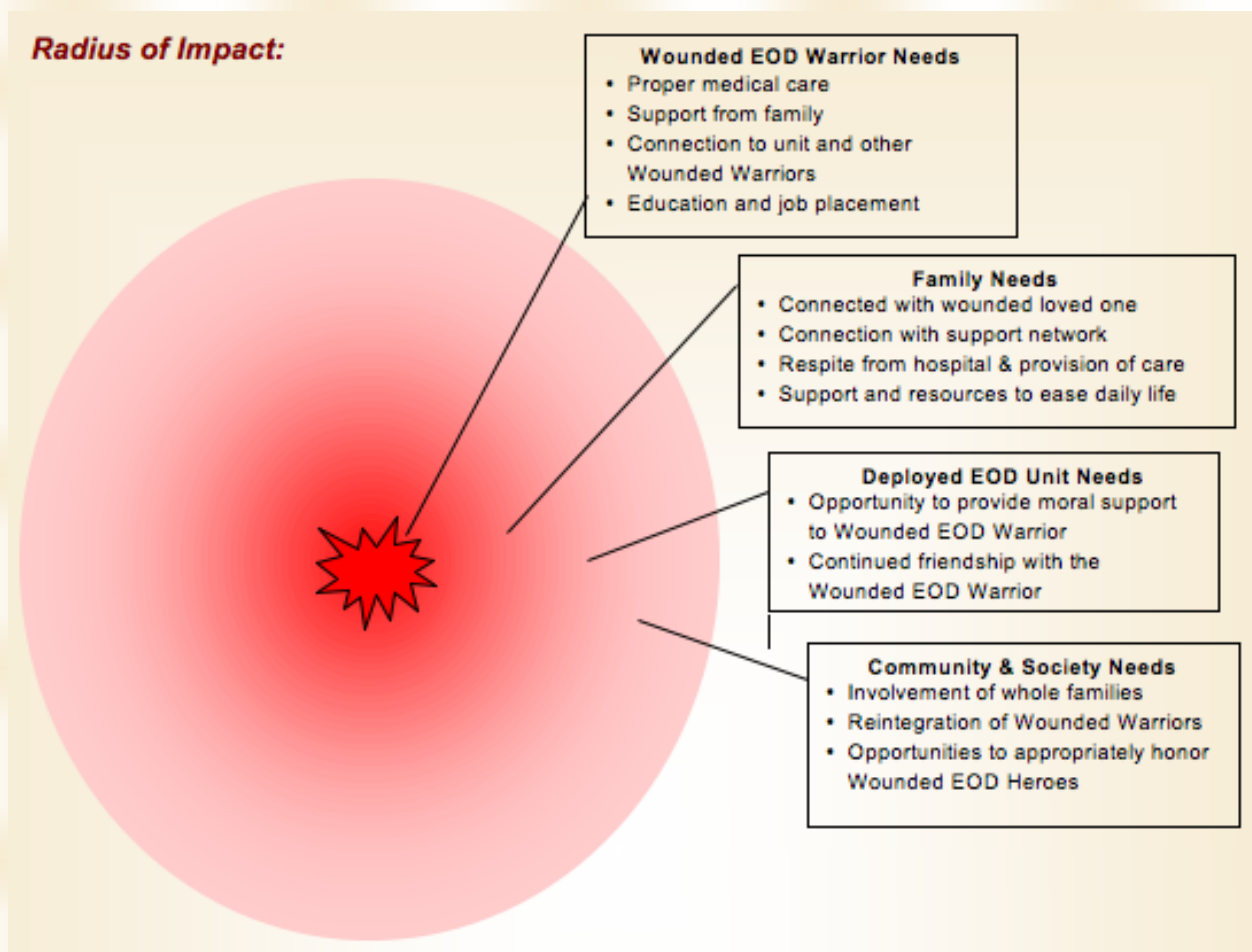 Radius of Impact:
Wounded EOD Warrior Needs
• Proper medical care
• Support from family
• Connection to unit and other
Wounded Warriors
• Education and job placement
Family Needs
• Connected with wounded loved one
• Connection with support network
• Respite from hospital & provision of care
• Support and resources to ease daily life
Deployed EOD Unit Needs
• Opportunity to provide moral support
to Wounded EOD Warrior
• Continued friendship with the
Wounded EOD Warrior
Community & Society Needs
• Involvement of whole families
• Reintegration of Wounded Warriors
• Opportunities to appropriately honor
Wounded EOD Heroes